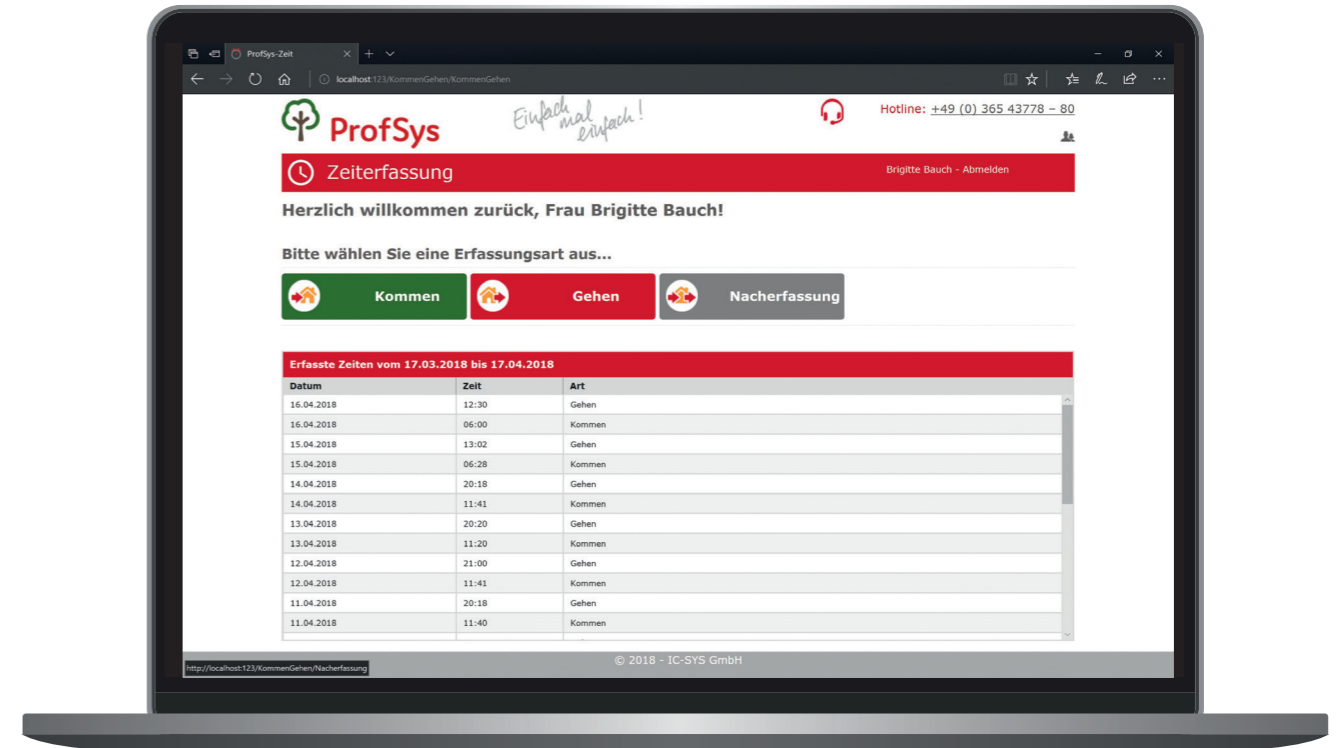 ProfSys-Zeit
localhost:123/KommenGehen/KommenGehen
ProfSys
Einfach mal einfach!
Hotline: +49 (0) 365 43778 – 80
Zeiterfassung
Brigitte Bauch - Abmelden
Herzlich willkommen zurück, Frau Brigitte Bauch!
Bitte wählen Sie eine Erfassungsart aus...
Kommen Gehen Nacherfassung
Erfasste Zeiten vom 17.03.2018 bis 17.04.2018
Datum Zeit Art
16.04.2018 12:30 Gehen
16.04.2018 06:00 Kommen
15.04.2018 13:02 Gehen
15.04.2018 06:28 Kommen
14.04.2018 20:18 Gehen
14.04.2018 11:41 Kommen
13.04.2018 20:20 Gehen
13.04.2018 11:20 Kommen
12.04.2018 21:00 Gehen
12.04.2018 11:41 Kommen
11.04.2018 20:18 Gehen
11.04.2018 11:40 Kommen
© 2018 - IC-SYS GmbH
http://localhost:123/KommenGehen/Nacherfassung